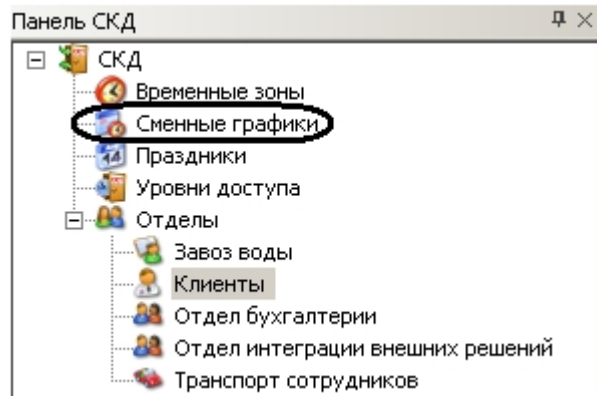 Панель СКД
СКД
Временные зоны
Сменные графики
Праздники
Уровни доступа
Отделы
Завоз воды
Клиенты
Отдел бухгалтерии
Отдел интеграции внешних решений
Транспорт сотрудников